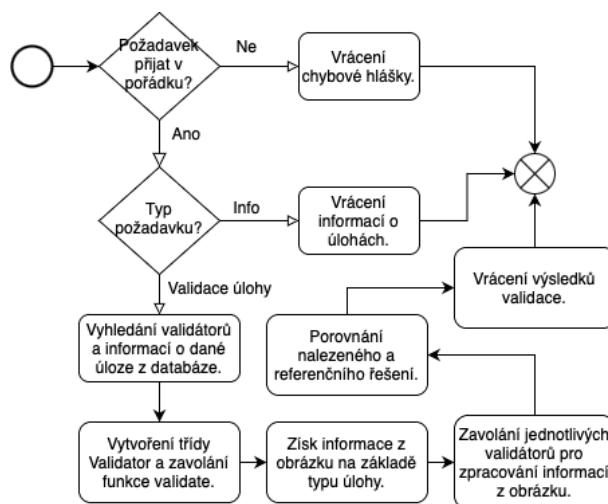 Požadavek
přijat v
pořádku?
Ne
Vrácení
chybové hlášky.
Ano
Typ
požadavku?
Info
Vrácení
informací o
úlohách.
Validace úlohy
Vyhledání validátorů
a informací o dané
úloze z databáze.
Vytvoření třídy
Validator a zavolání
funkce validate.
Získ informace z
obrázku na základě
typu úlohy.
Zavolání jednotlivých
validátorů pro
zpracování informací
z obrázku.
Porovnání
nalezeného a
referenčního řešení.
Vrácení výsledků
validace.